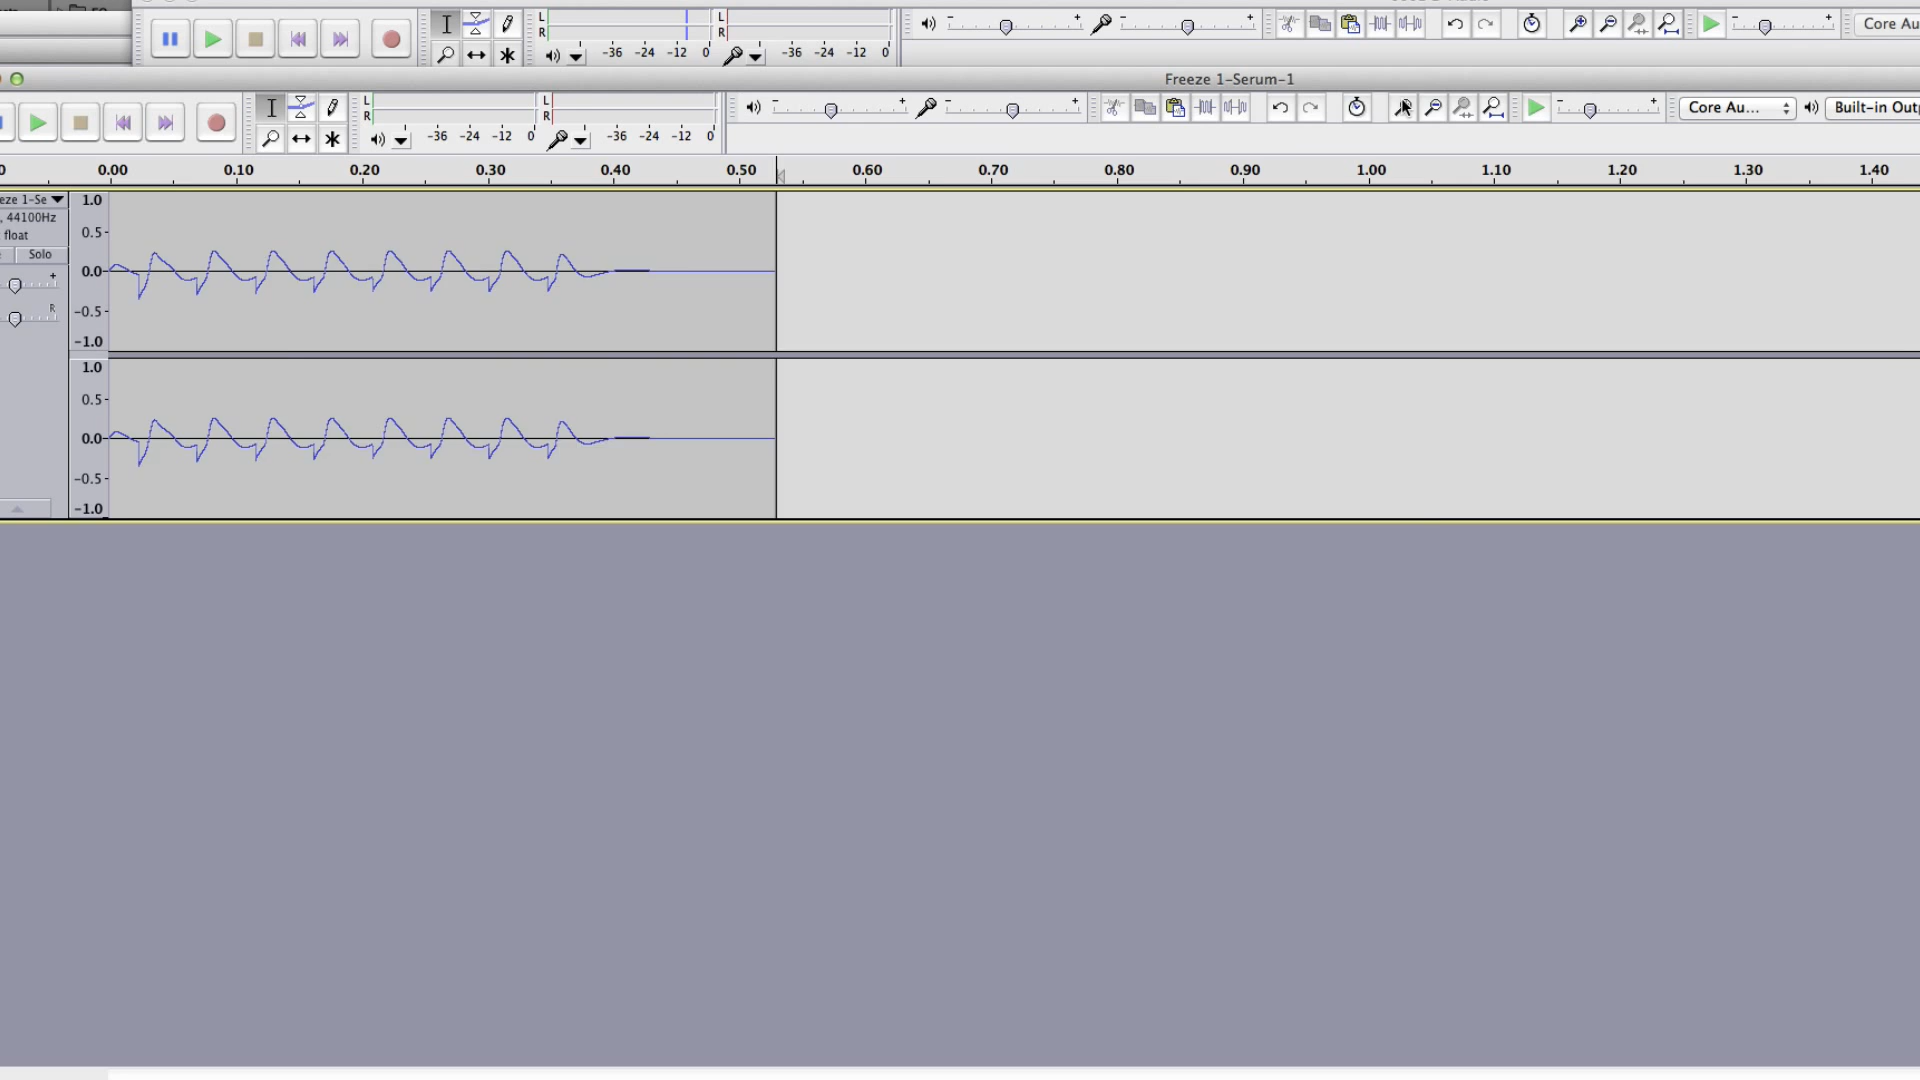 L
R
-36 -24 -12 0
L
R
-36 -24 -12 0
Core Au
Freeze 1-Serum-1
L
R
-36 -24 -12 0
L
R
-36 -24 -12 0
Core Au...
Built-in Outp
0 0.00 0.10 0.20 0.30 0.40 0.50 0.60 0.70 0.80 0.90 1.00 1.10 1.20 1.30 1.40
eze 1-Se
, 44100Hz
float
Solo
R
1.0
0.5
0.0
-0.5
-1.0
1.0
0.5
0.0
-0.5
-1.0